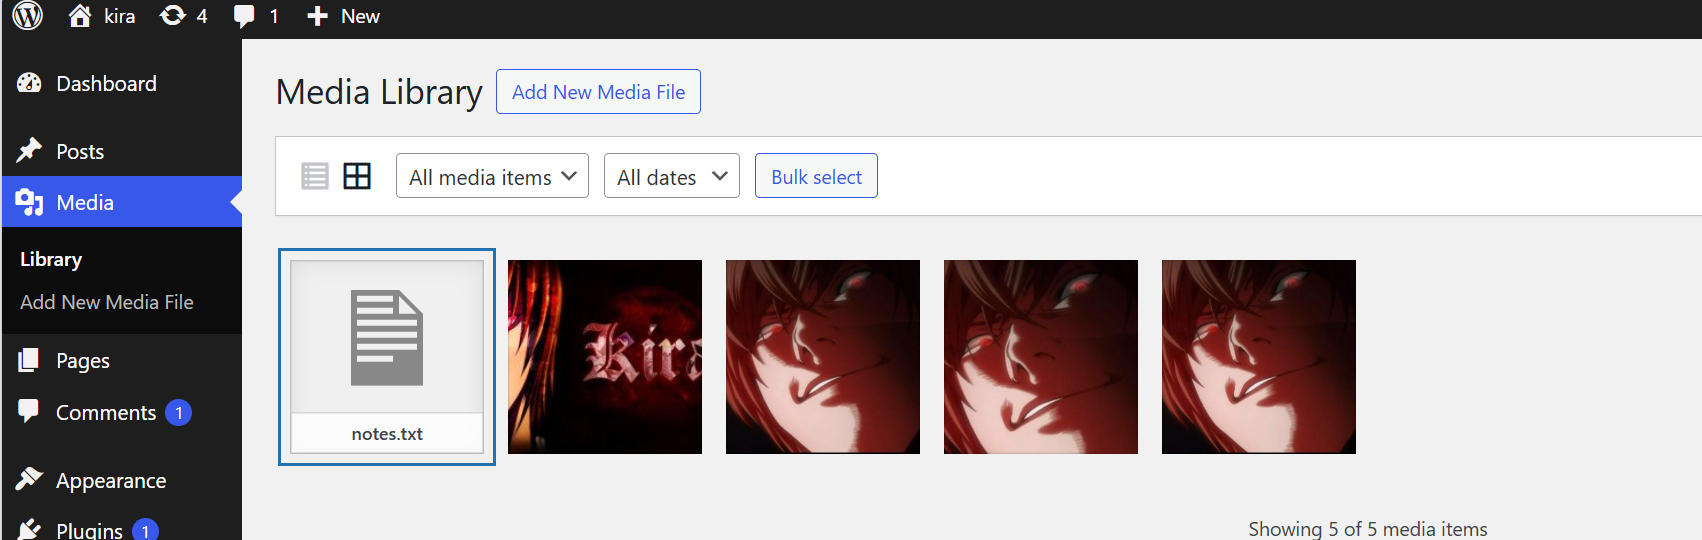 kira 4 1 New
Dashboard
Posts
Media
Library
Add New Media File
Pages
Comments 1
Appearance
Plugins 1
Media Library Add New Media File
All media items All dates Bulk select
notes.txt
Kira
Showing 5 of 5 media items